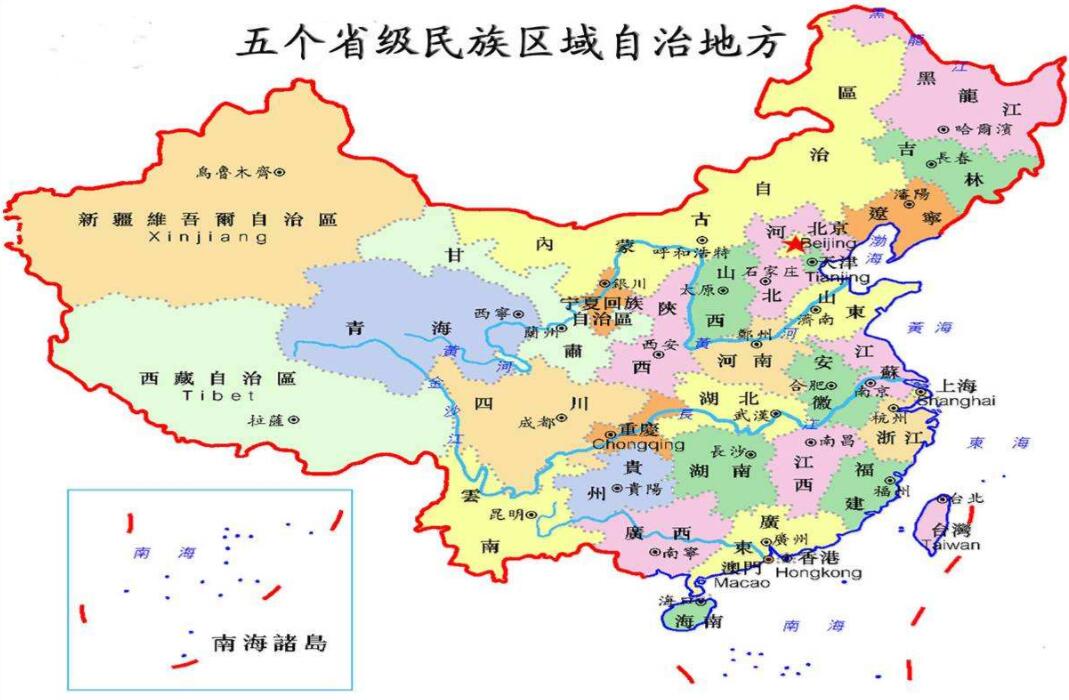 五个省级民族区域自治地方
黑
龍
江
黑龍江
哈爾濱
吉林
長春
瀋陽
遼寧
內蒙古自治區
呼和浩特
烏魯木齊
新疆維吾爾自治區
Xinjiang
甘肅
蘭州
青海
西寧
銀川
宁夏回族
自治區
陝西
西安
山西
太原
河北
石家庄
北京
Beijing
天津
Tianjing
渤海
山東
濟南
黃海
河南
鄭州
黃河
黃河
西藏自治區
Tibet
拉薩
金沙江
四川
成都
重慶
Chongqing
湖北
武漢
長江
安徽
合肥
江蘇
南京
上海
Shanghai
杭州
浙江
東海
湖南
長沙
江西
南昌
福建
福州
貴州
貴陽
雲南
昆明
廣西
南寧
廣東
廣州
澳門
Macao
香港
Hongkong
台北
台灣
Taiwan
海口
海南
南海
南海
南海諸島